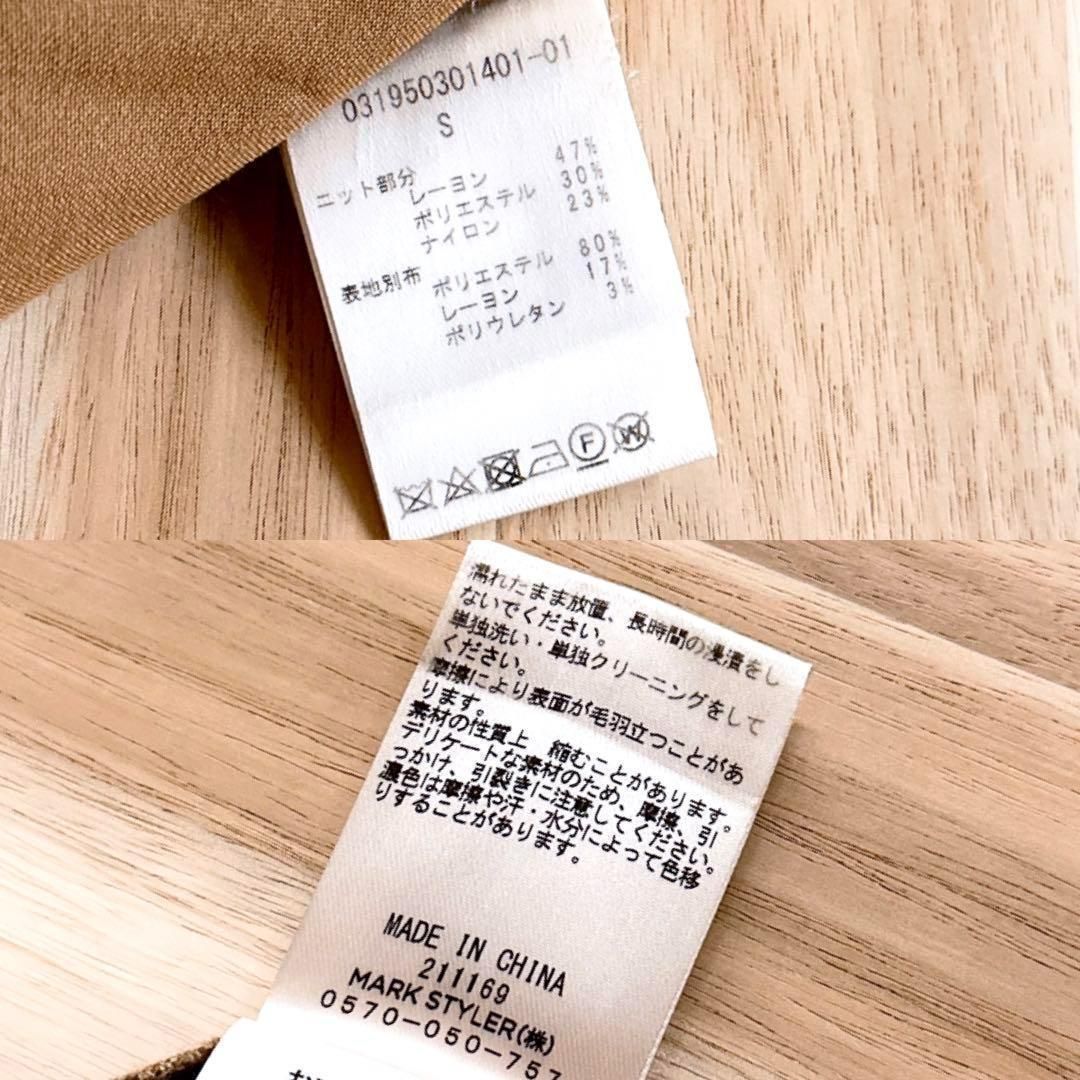 031950301401-01
S
ニット部分
レーヨン 47%
ポリエステル 30%
ナイロン 23%
表地別布
ポリエステル 80%
レーヨン 17%
ポリウレタン 3%
F
W
濡れたまま放置、長時間の浸漬をし
ないでください。
単独洗い・単独クリーニングをして
ください。
摩擦により表面が毛羽立つことがあ
ります。
素材の性質上 縮むことがあります。
デリケートな素材のため、摩擦、引
っかけ、引裂きに注意してください。
濃色は摩擦や汗・水分によって色移
りすることがあります。
MADE IN CHINA
211169
MARK STYLER(株)
0570-050-757